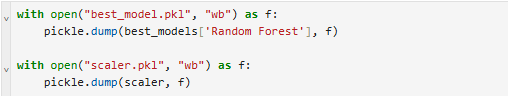 with open("best_model.pkl", "wb") as f:
    pickle.dump(best_models['Random Forest'], f)
with open("scaler.pkl", "wb") as f:
    pickle.dump(scaler, f)